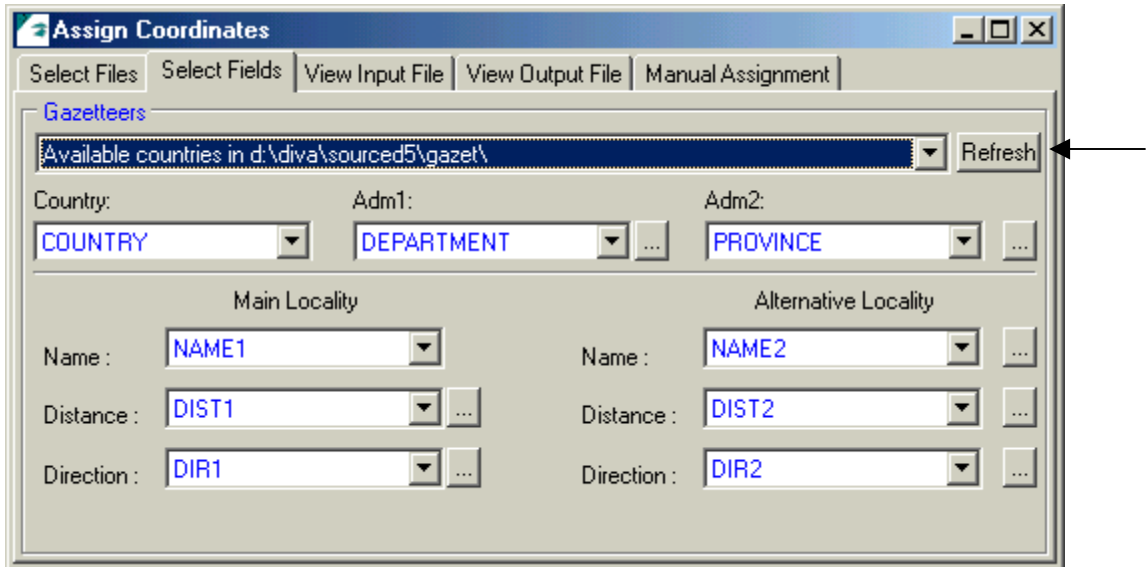 Assign Coordinates
Select Files Select Fields View Input File View Output File Manual Assignment
Gazetteers
Available countries in d:\diva\sourced5\gazet\ Refresh
Country: Adm1: Adm2:
COUNTRY DEPARTMENT ... PROVINCE ...
Main Locality Alternative Locality
Name : NAME1 Name : NAME2 ...
Distance : DIST1 ... Distance : DIST2 ...
Direction : DIR1 ... Direction : DIR2 ...